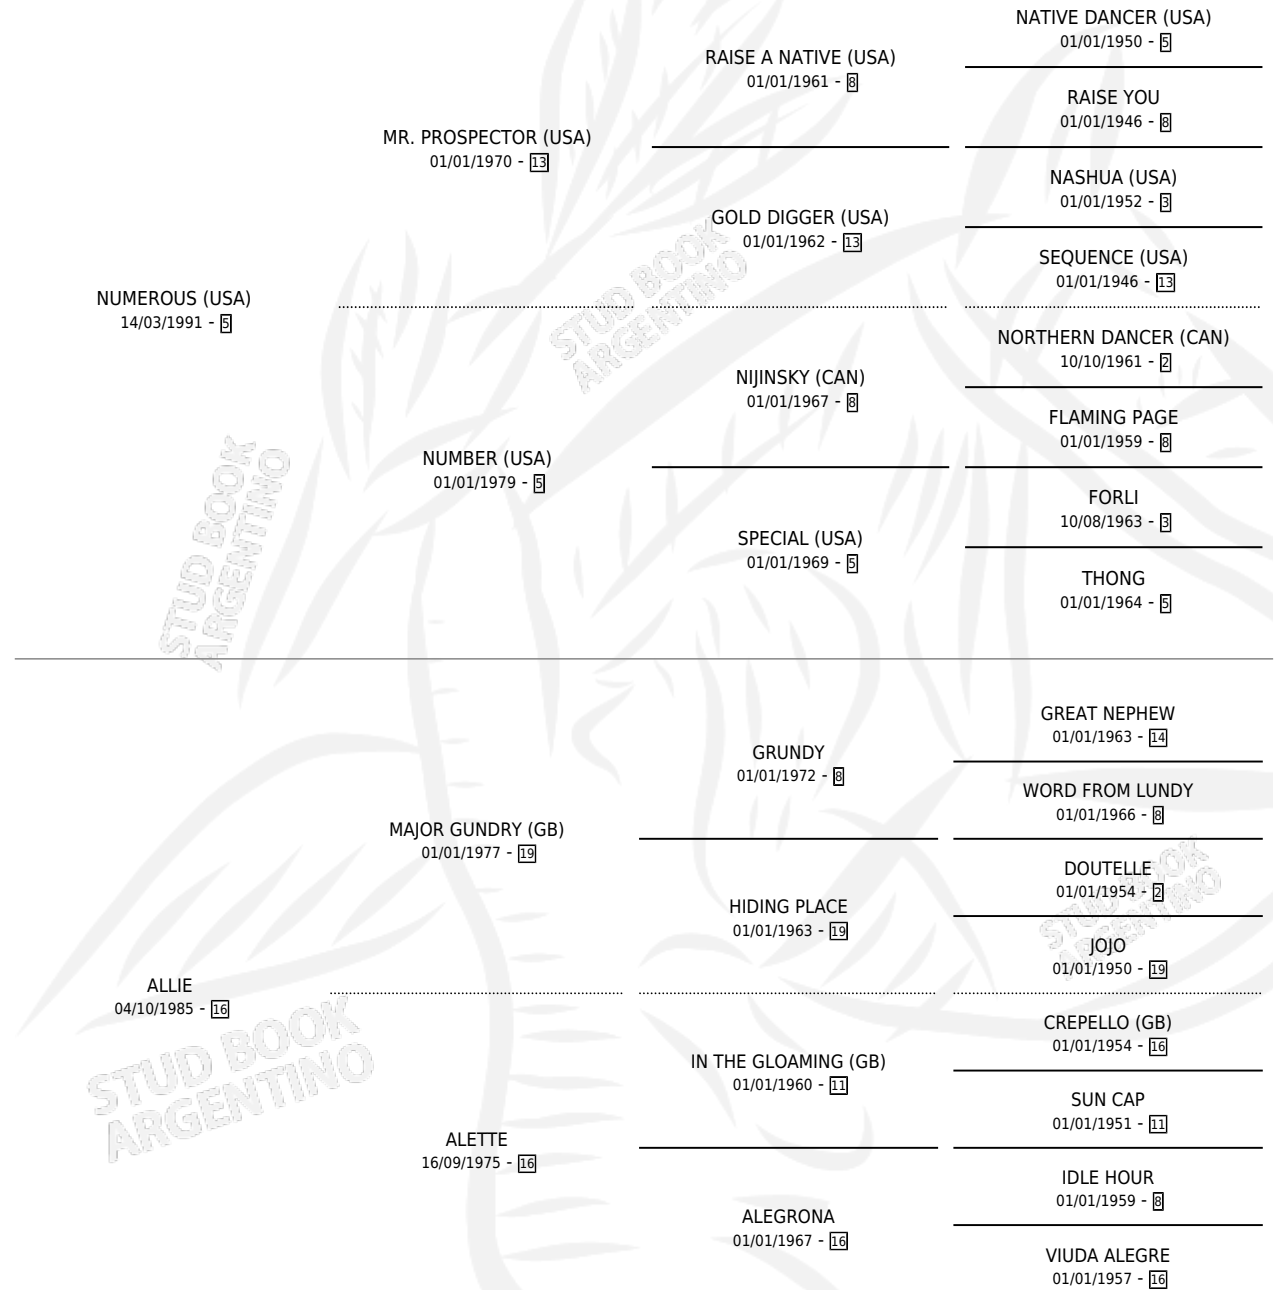 NATIVE DANCER (USA)
01/01/1950 - 5
RAISE A NATIVE (USA)
01/01/1961 - 8
RAISE YOU
01/01/1946 - 8
MR. PROSPECTOR (USA)
01/01/1970 - 13
NASHUA (USA)
01/01/1952 - 3
GOLD DIGGER (USA)
01/01/1962 - 13
SEQUENCE (USA)
01/01/1946 - 13
NUMEROUS (USA)
14/03/1991 - 5
NORTHERN DANCER (CAN)
10/10/1961 - 2
NIJINSKY (CAN)
01/01/1967 - 8
FLAMING PAGE
01/01/1959 - 8
NUMBER (USA)
01/01/1979 - 5
FORLI
10/08/1963 - 3
SPECIAL (USA)
01/01/1969 - 5
THONG
01/01/1964 - 5
STUD BOOK
ARGENTINO
STUD BOOK
ARGENTINO
GREAT NEPHEW
01/01/1963 - 14
GRUNDY
01/01/1972 - 8
WORD FROM LUNDY
01/01/1966 - 8
MAJOR GUNDRY (GB)
01/01/1977 - 19
DOUTELLE
01/01/1954 - 2
HIDING PLACE
01/01/1963 - 19
JOJO
01/01/1950 - 19
ALLIE
04/10/1985 - 16
CREPELLO (GB)
01/01/1954 - 16
IN THE GLOAMING (GB)
01/01/1960 - 11
SUN CAP
01/01/1951 - 11
ALETTE
16/09/1975 - 16
IDLE HOUR
01/01/1959 - 8
ALEGRONA
01/01/1967 - 16
VIUDA ALEGRE
01/01/1957 - 16
STUD BOOK
ARGENTINO
STUD BOOK
ARGENTINO